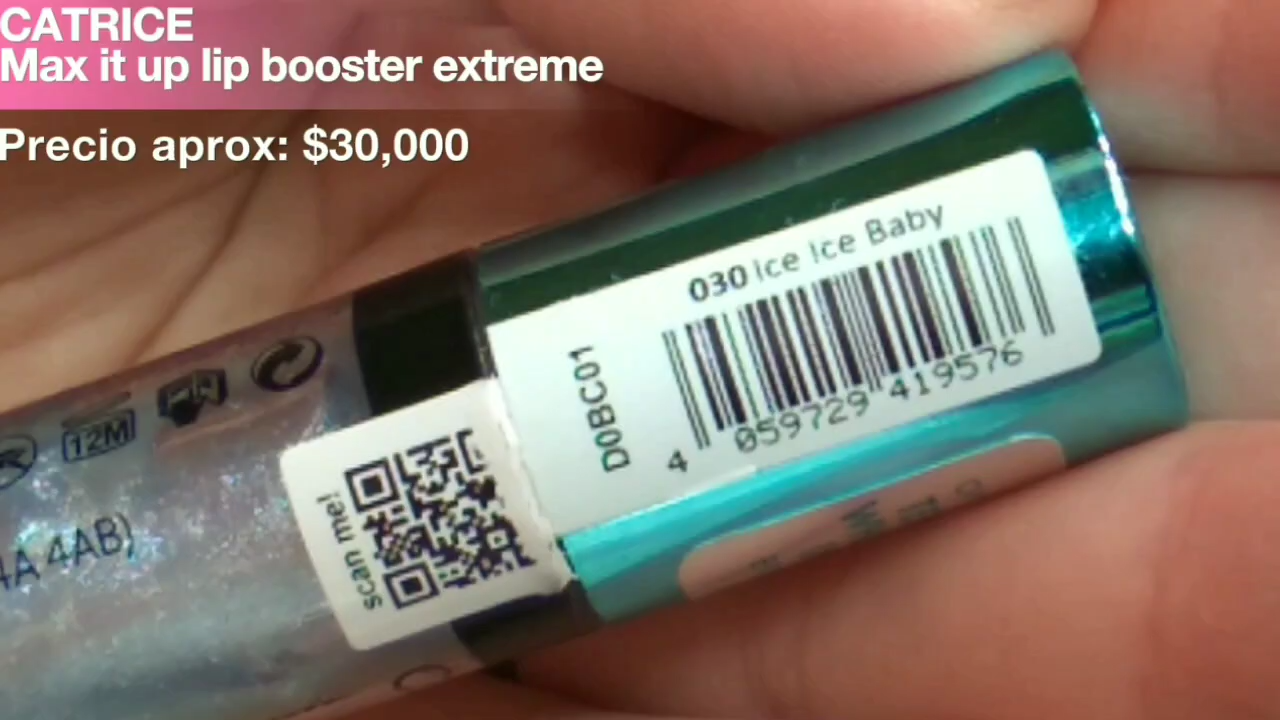 CATRICE
Max it up lip booster extreme
Precio aprox: $30,000
030 Ice Ice Baby
D0BC01
4 059729 419576
12M
scan me!
4A 4AB)